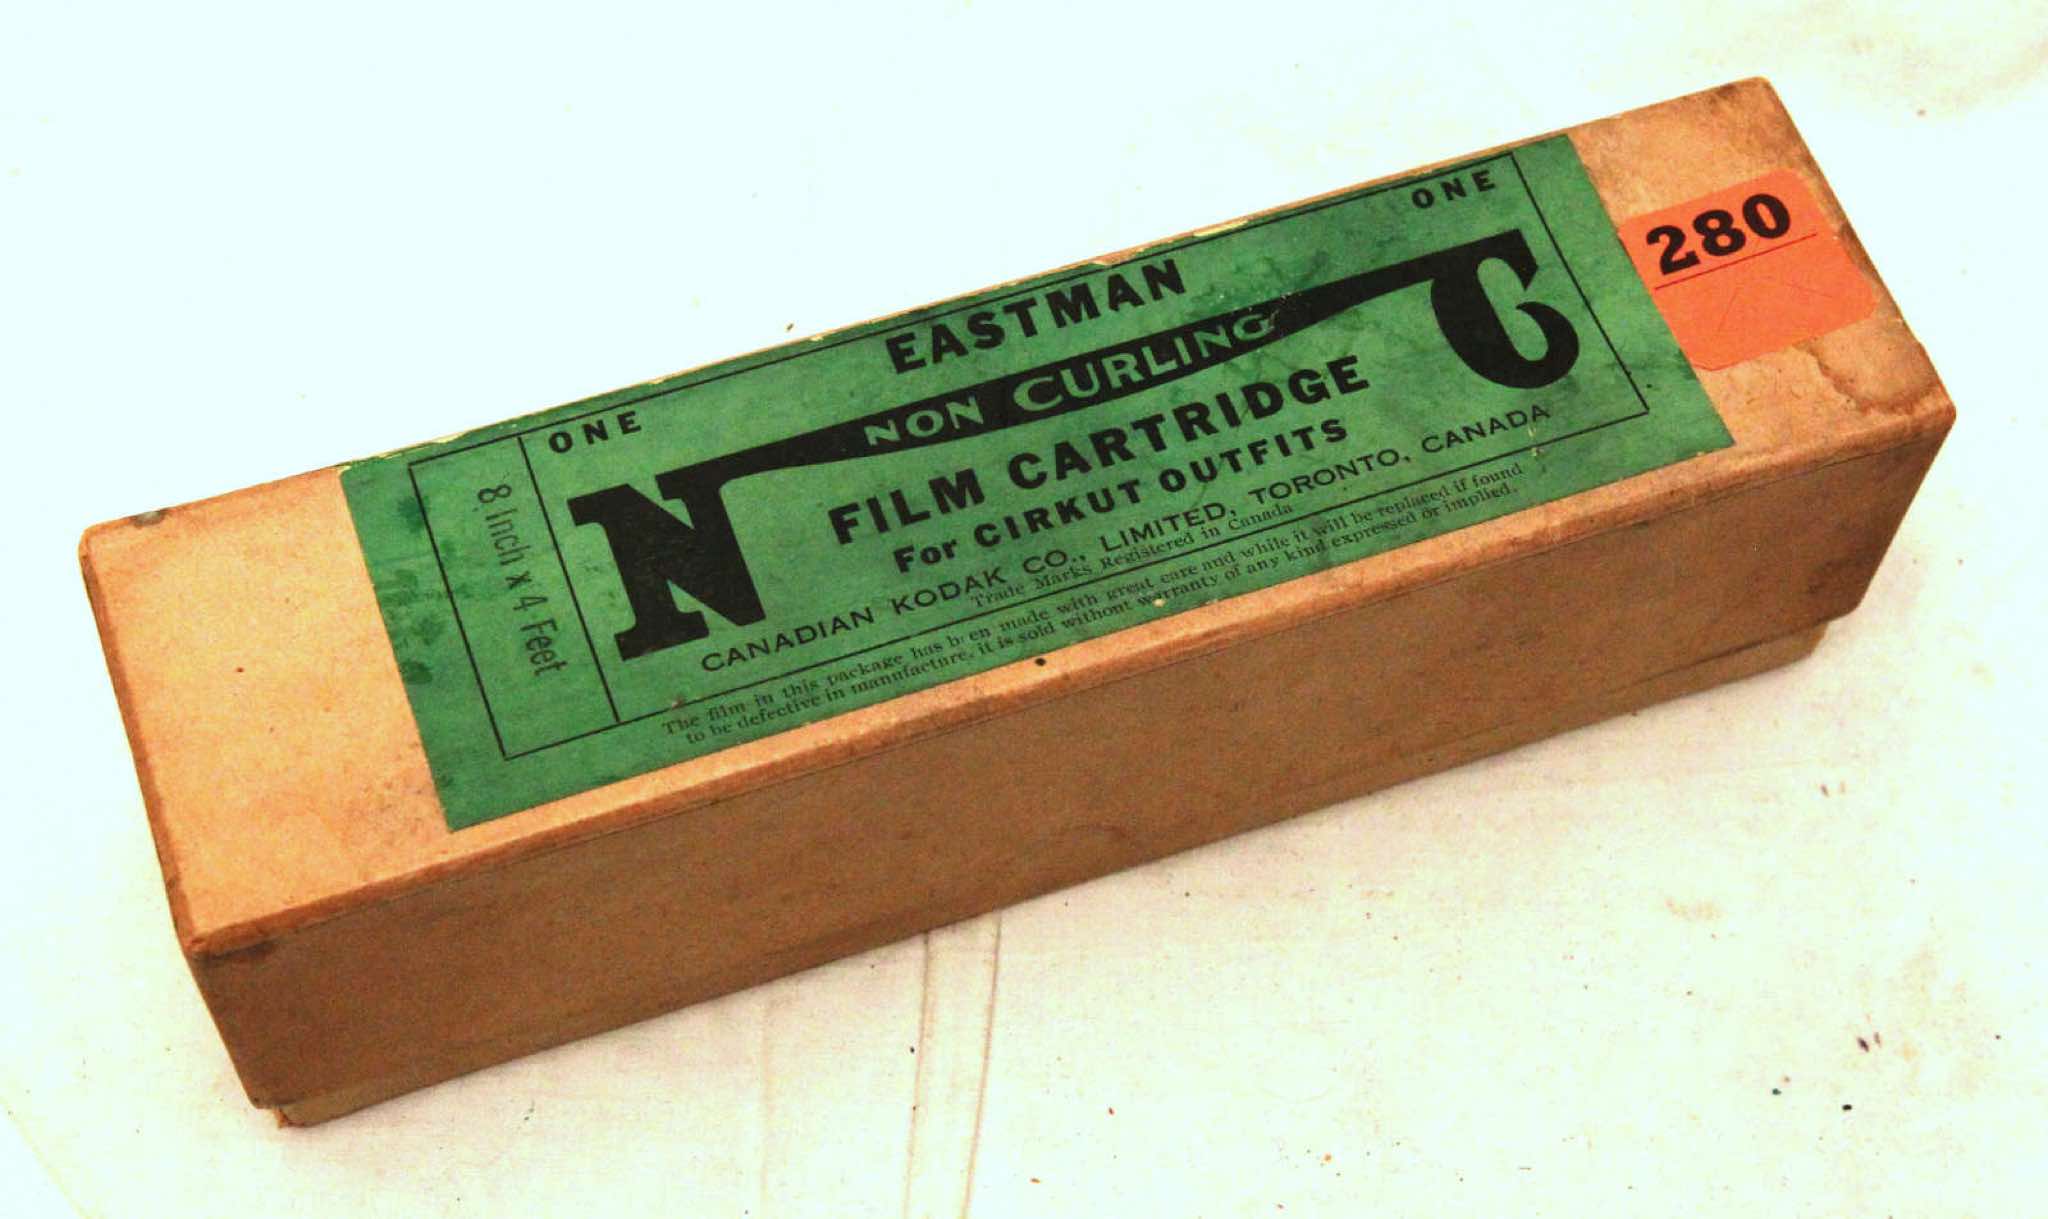 ONE ONE
EASTMAN
N NON CURLING C
FILM CARTRIDGE
For CIRKUT OUTFITS
CANADIAN KODAK CO., LIMITED, TORONTO, CANADA
Trade Marks Registered in Canada
The film in this package has been made with great care and while it will be replaced if found
to be defective in manufacture, it is sold without warranty of any kind expressed or implied.
8 Inch x 4 Feet
280